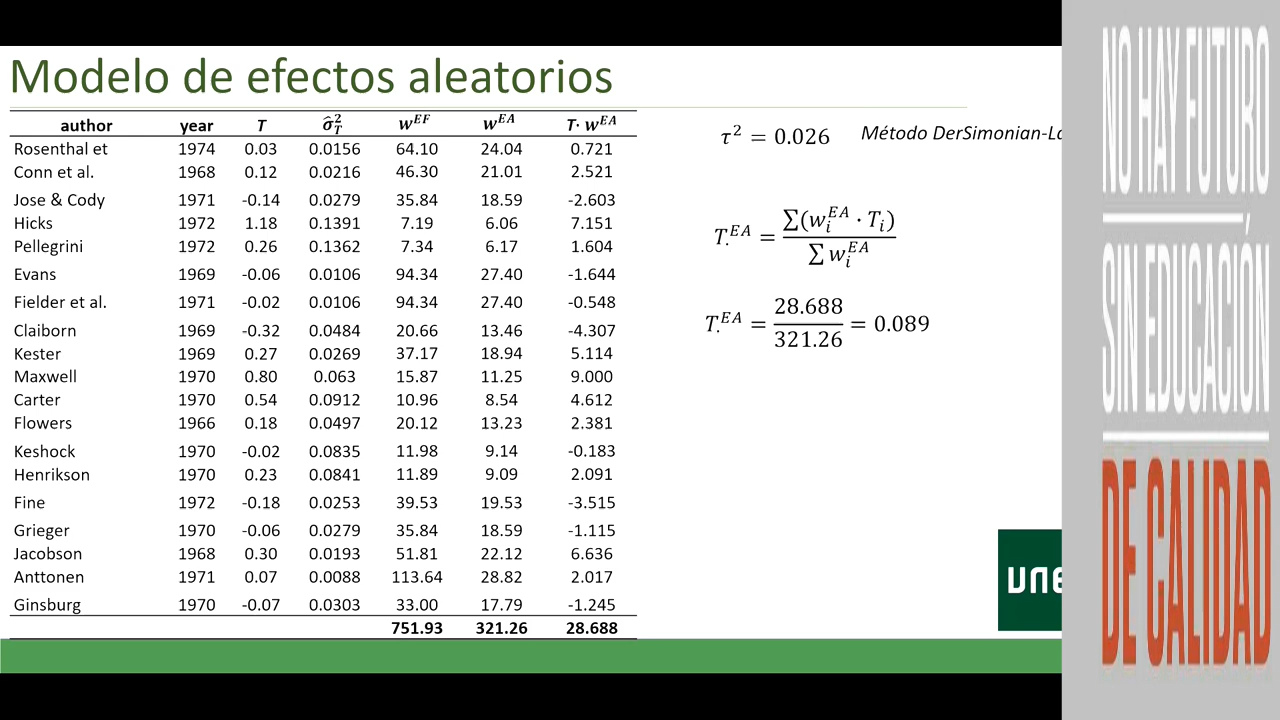 Modelo de efectos aleatorios
author year T σ̂²_T w^EF w^EA T· w^EA
Rosenthal et 1974 0.03 0.0156 64.10 24.04 0.721
Conn et al. 1968 0.12 0.0216 46.30 21.01 2.521
Jose & Cody 1971 -0.14 0.0279 35.84 18.59 -2.603
Hicks 1972 1.18 0.1391 7.19 6.06 7.151
Pellegrini 1972 0.26 0.1362 7.34 6.17 1.604
Evans 1969 -0.06 0.0106 94.34 27.40 -1.644
Fielder et al. 1971 -0.02 0.0106 94.34 27.40 -0.548
Claiborn 1969 -0.32 0.0484 20.66 13.46 -4.307
Kester 1969 0.27 0.0269 37.17 18.94 5.114
Maxwell 1970 0.80 0.063 15.87 11.25 9.000
Carter 1970 0.54 0.0912 10.96 8.54 4.612
Flowers 1966 0.18 0.0497 20.12 13.23 2.381
Keshock 1970 -0.02 0.0835 11.98 9.14 -0.183
Henrikson 1970 0.23 0.0841 11.89 9.09 2.091
Fine 1972 -0.18 0.0253 39.53 19.53 -3.515
Grieger 1970 -0.06 0.0279 35.84 18.59 -1.115
Jacobson 1968 0.30 0.0193 51.81 22.12 6.636
Anttonen 1971 0.07 0.0088 113.64 28.82 2.017
Ginsburg 1970 -0.07 0.0303 33.00 17.79 -1.245
751.93 321.26 28.688
τ² = 0.026 Método DerSimonian-L
T.^EA = ∑(w_i^EA · T_i) / ∑ w_i^EA
T.^EA = 28.688 / 321.26 = 0.089
UNE
NO HAY FUTURO
SIN EDUCACIÓN
DE CALIDAD